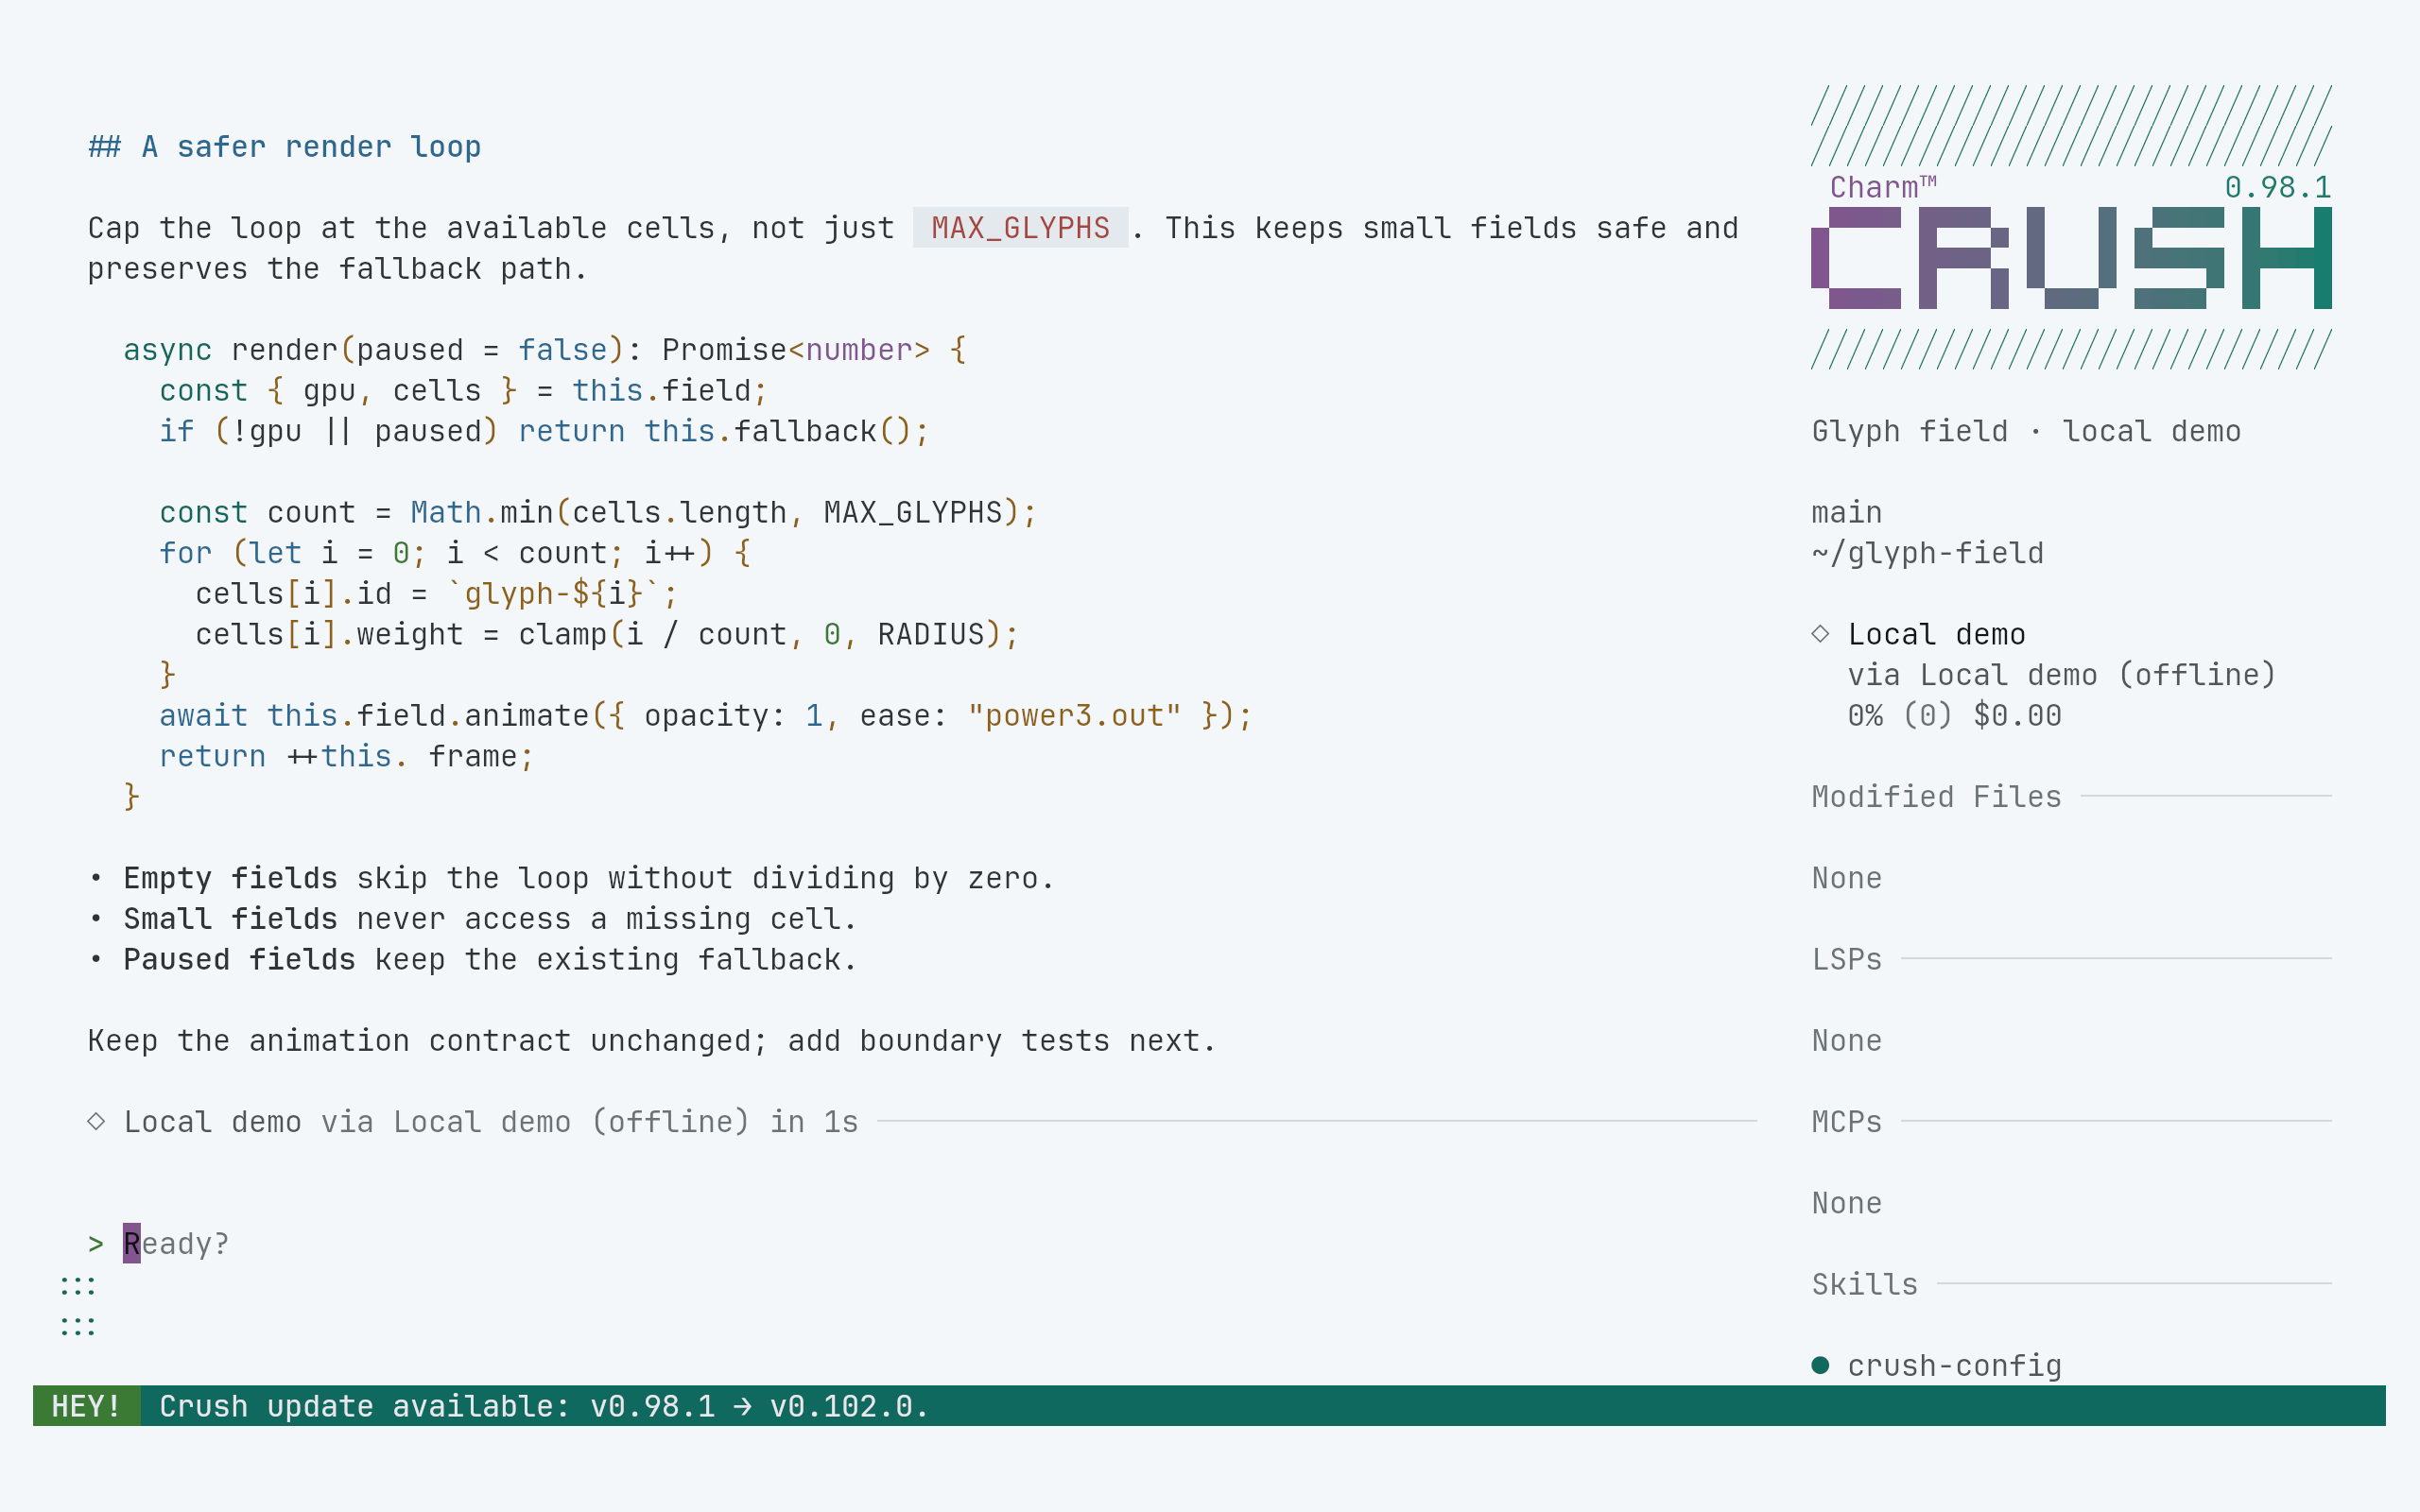 ## A safer render loop
Cap the loop at the available cells, not just MAX_GLYPHS. This keeps small fields safe and
preserves the fallback path.
async render(paused = false): Promise<number> {
const { gpu, cells } = this.field;
if (!gpu || paused) return this.fallback();
const count = Math.min(cells.length, MAX_GLYPHS);
for (let i = 0; i < count; i++) {
cells[i].id = `glyph-${i}`;
cells[i].weight = clamp(i / count, 0, RADIUS);
}
await this.field.animate({ opacity: 1, ease: "power3.out" });
return ++this. frame;
}
• Empty fields skip the loop without dividing by zero.
• Small fields never access a missing cell.
• Paused fields keep the existing fallback.
Keep the animation contract unchanged; add boundary tests next.
◇ Local demo via Local demo (offline) in 1s
> Ready?
:::
:::
Charm™ 0.98.1
CRUSH
Glyph field · local demo
main
~/glyph-field
◇ Local demo
via Local demo (offline)
0% (0) $0.00
Modified Files
None
LSPs
None
MCPs
None
Skills
● crush-config
HEY! Crush update available: v0.98.1 → v0.102.0.